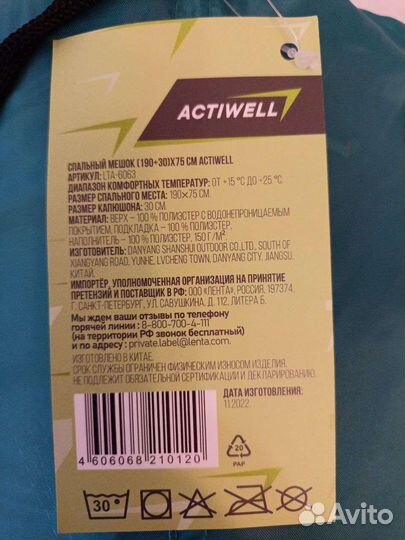 ACTIWELL
СПАЛЬНЫЙ МЕШОК (190+30)X75 СМ ACTIWELL
АРТИКУЛ: LTA-6063
ДИАПАЗОН КОМФОРТНЫХ ТЕМПЕРАТУР: ОТ +15 °С ДО +25 °С.
РАЗМЕР СПАЛЬНОГО МЕСТА: 190×75 СМ.
РАЗМЕР КАПЮШОНА: 30 СМ.
МАТЕРИАЛ: ВЕРХ – 100 % ПОЛИЭСТЕР С ВОДОНЕПРОНИЦАЕМЫМ
ПОКРЫТИЕМ, ПОДКЛАДКА – 100 % ПОЛИЭСТЕР,
НАПОЛНИТЕЛЬ – 100 % ПОЛИЭСТЕР, 150 Г/М²
ИЗГОТОВИТЕЛЬ: DANYANG SHANSHUI OUTDOOR CO.,LTD., SOUTH OF
XIANGYANG ROAD, YUNHE, LVCHENG TOWN, DANYANG CITY, JIANGSU,
КИТАЙ.
ИМПОРТЁР, УПОЛНОМОЧЕННАЯ ОРГАНИЗАЦИЯ НА ПРИНЯТИЕ
ПРЕТЕНЗИЙ И ПОСТАВЩИК В РФ: ООО «ЛЕНТА», РОССИЯ, 197374,
Г. САНКТ-ПЕТЕРБУРГ, УЛ. САВУШКИНА, Д. 112, ЛИТЕРА Б.
Мы ждем ваши отзывы по телефону
горячей линии: 8-800-700-4-111
(на территории РФ звонок бесплатный)
и по адресу: private.label@lenta.com
ИЗГОТОВЛЕНО В КИТАЕ.
СРОК СЛУЖБЫ ОГРАНИЧЕН ФИЗИЧЕСКИМ ИЗНОСОМ ИЗДЕЛИЯ.
НЕ ПОДЛЕЖИТ ОБЯЗАТЕЛЬНОЙ СЕРТИФИКАЦИИ И ДЕКЛАРИРОВАНИЮ.
ДАТА ИЗГОТОВЛЕНИЯ:
11.2022
4 606068 210120
20
PAP
30°
Avito